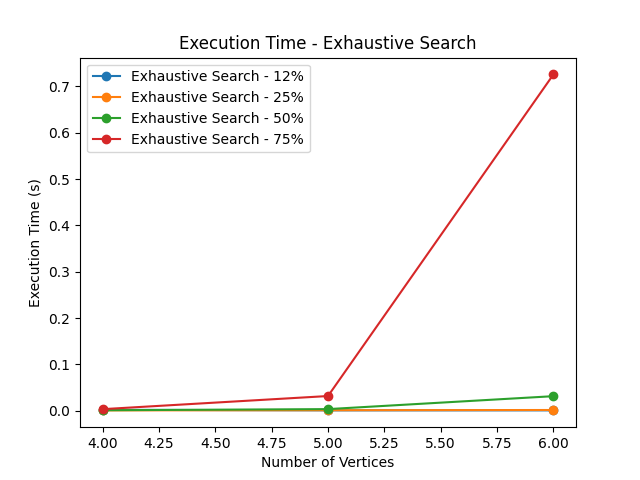 Execution Time - Exhaustive Search
Exhaustive Search - 12%
Exhaustive Search - 25%
Exhaustive Search - 50%
Exhaustive Search - 75%
Execution Time (s)
0.7
0.6
0.5
0.4
0.3
0.2
0.1
0.0
4.00 4.25 4.50 4.75 5.00 5.25 5.50 5.75 6.00
Number of Vertices